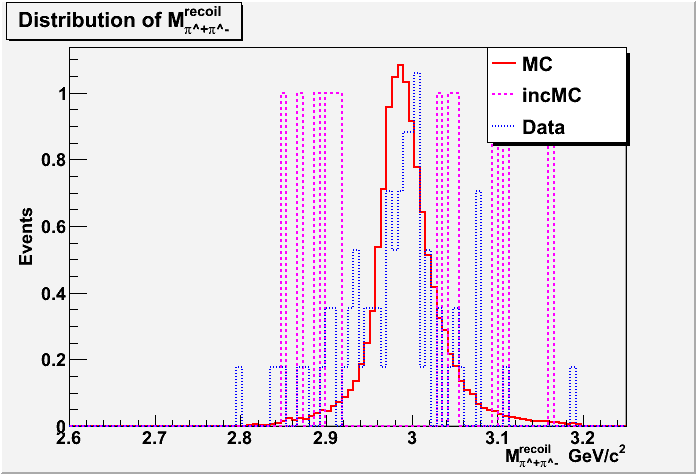 Distribution of M^recoil_π^+π^-
MC
incMC
Data
Events
1
0.8
0.6
0.4
0.2
0
2.6 2.7 2.8 2.9 3 3.1 3.2
M^recoil_π^+π^- GeV/c²